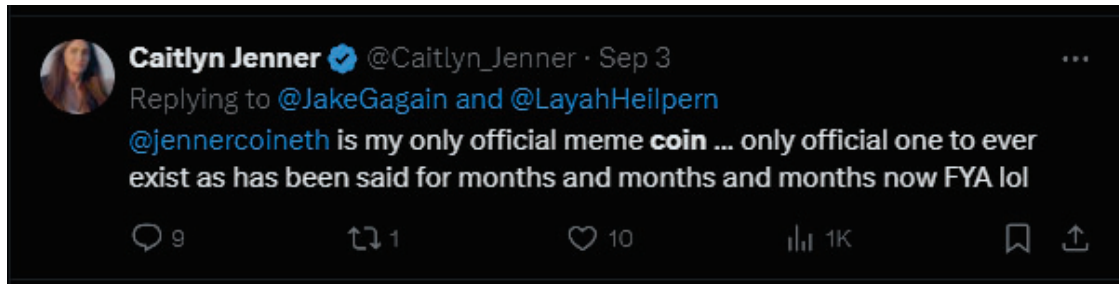 Caitlyn Jenner @Caitlyn_Jenner · Sep 3
Replying to @JakeGagain and @LayahHeilpern
@jennercoineth is my only official meme coin ... only official one to ever
exist as has been said for months and months and months now FYA lol
9 1 10 1K